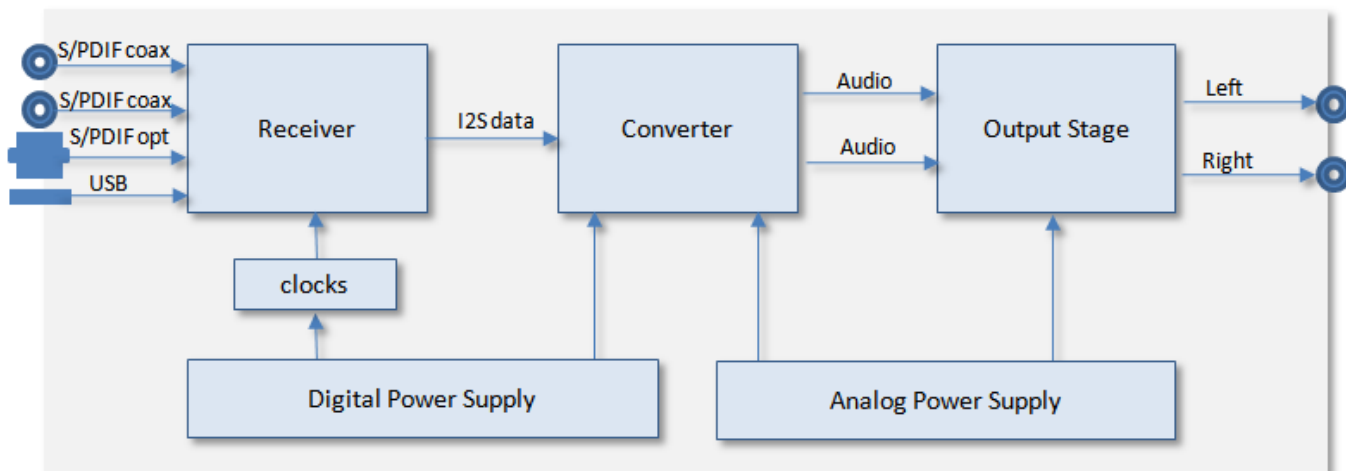 S/PDIF coax
S/PDIF coax
S/PDIF opt
USB
Receiver
I2S data
Converter
Audio
Audio
Output Stage
Left
Right
clocks
Digital Power Supply
Analog Power Supply